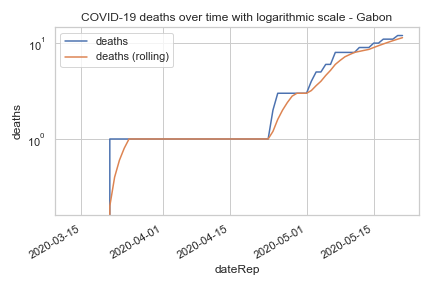 COVID-19 deaths over time with logarithmic scale - Gabon
deaths
deaths (rolling)
10¹
10⁰
deaths
2020-03-15
2020-04-01
2020-04-15
2020-05-01
2020-05-15
dateRep